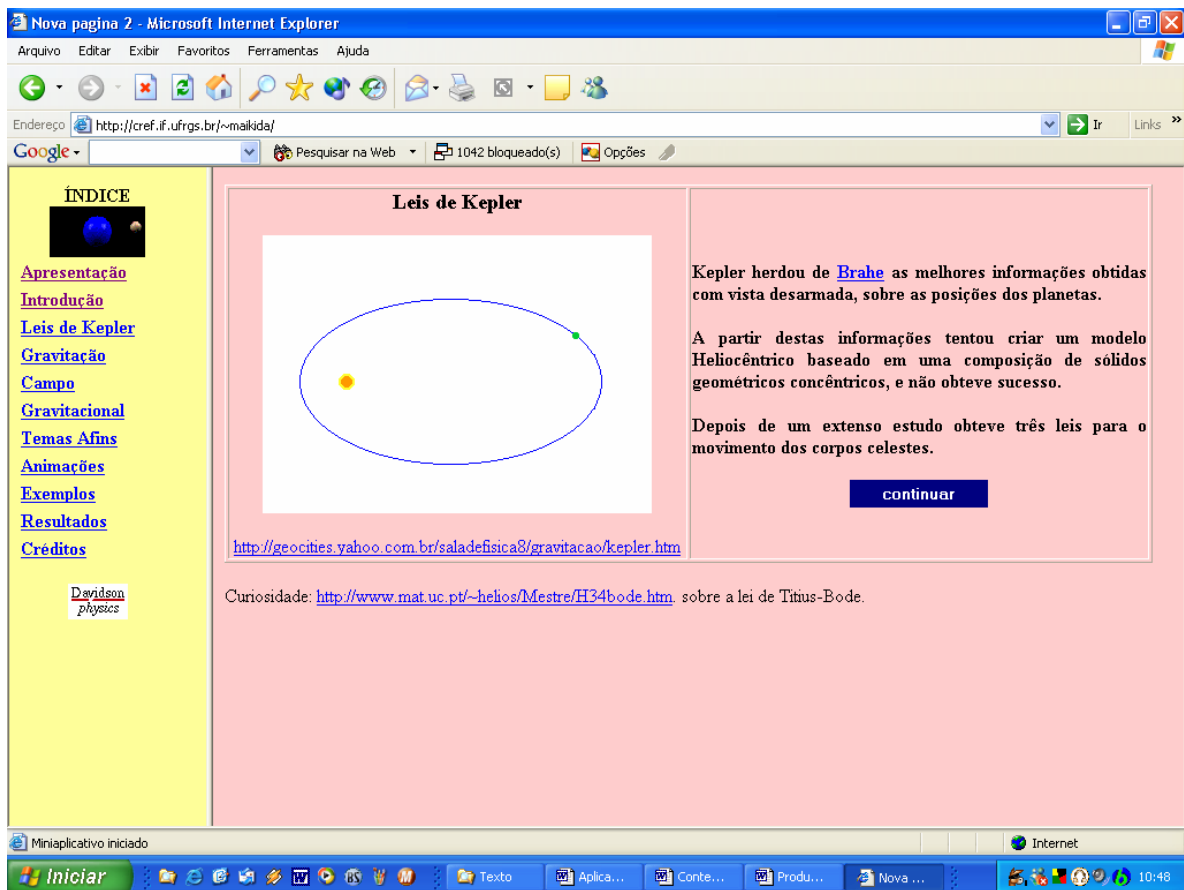 Nova pagina 2 - Microsoft Internet Explorer
Arquivo Editar Exibir Favoritos Ferramentas Ajuda
Endereço http://cref.if.ufrgs.br/~maikida/ Ir Links »
Google Pesquisar na Web 1042 bloqueado(s) Opções
ÍNDICE
Apresentação
Introdução
Leis de Kepler
Gravitação
Campo
Gravitacional
Temas Afins
Animações
Exemplos
Resultados
Créditos
Davidson
physics
Leis de Kepler
http://geocities.yahoo.com.br/saladefisica8/gravitacao/kepler.htm
Kepler herdou de Brahe as melhores informações obtidas
com vista desarmada, sobre as posições dos planetas.
A partir destas informações tentou criar um modelo
Heliocêntrico baseado em uma composição de sólidos
geométricos concêntricos, e não obteve sucesso.
Depois de um extenso estudo obteve três leis para o
movimento dos corpos celestes.
continuar
Curiosidade: http://www.mat.uc.pt/~helios/Mestre/H34bode.htm. sobre a lei de Titius-Bode.
Miniaplicativo iniciado Internet
Iniciar Texto Aplica... Conte... Produ... Nova ... 10:48